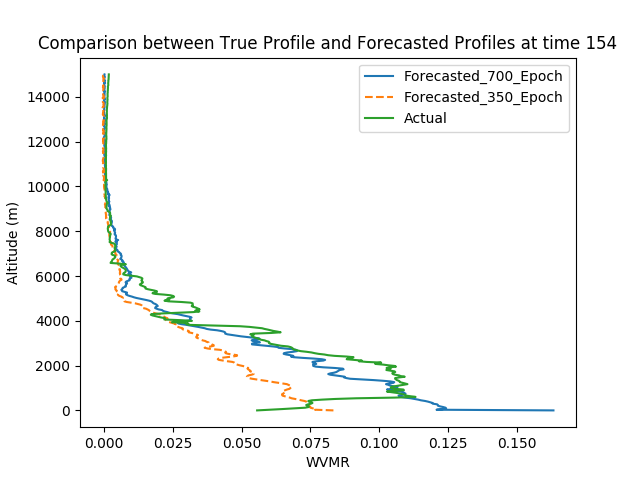 Comparison between True Profile and Forecasted Profiles at time 154
Forecasted_700_Epoch
Forecasted_350_Epoch
Actual
Altitude (m)
14000
12000
10000
8000
6000
4000
2000
0
0.000 0.025 0.050 0.075 0.100 0.125 0.150
WVMR